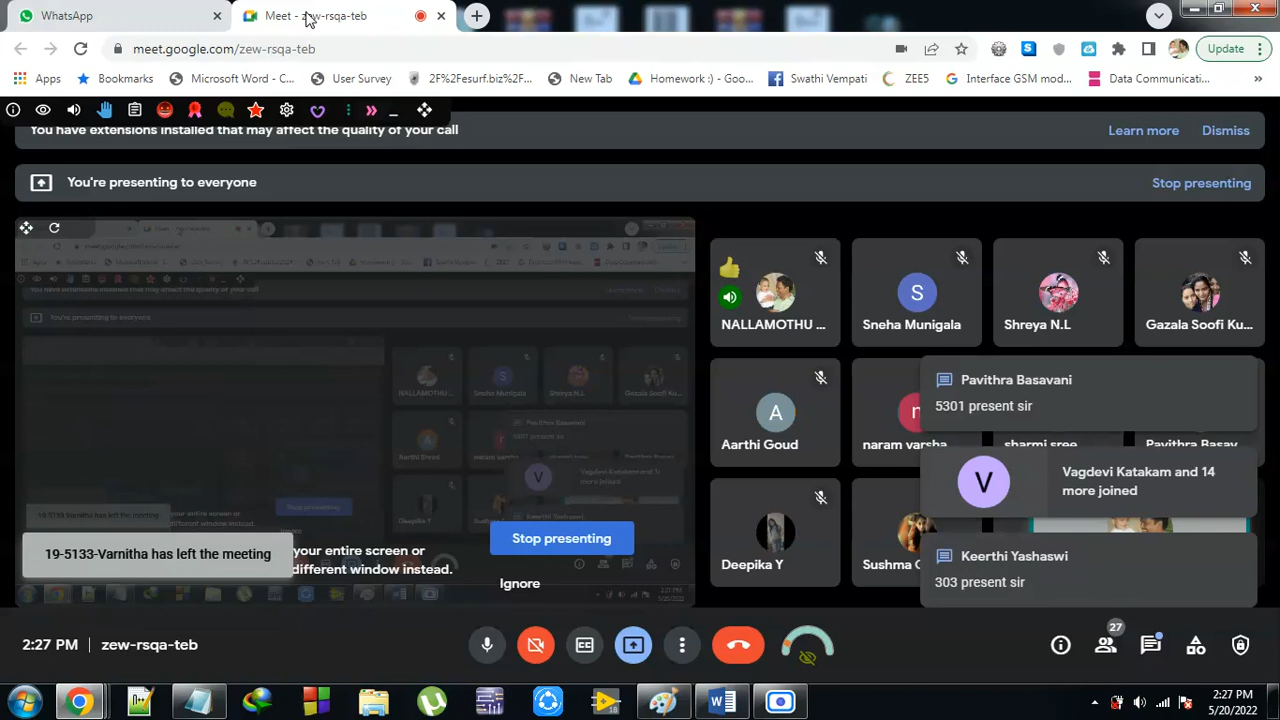 WhatsApp
Meet - zew-rsqa-teb
meet.google.com/zew-rsqa-teb
Update
Apps
Bookmarks
Microsoft Word - C...
User Survey
2F%2Fesurf.biz%2F...
New Tab
Homework :) - Goo...
Swathi Vempati
ZEE5
Interface GSM mod...
Data Communicati...
You have extensions installed that may affect the quality of your call
Learn more
Dismiss
You're presenting to everyone
Stop presenting
NALLAMOTHU ...
Sneha Munigala
Shreya N.L
Gazala Soofi Ku...
Aarthi Goud
naram varsha
sharmi sree
Pavithra Basav
Pavithra Basavani
5301 present sir
Vagdevi Katakam and 14
more joined
Keerthi Yashaswi
303 present sir
Deepika Y
Sushma
19-5133-Varnitha has left the meeting
your entire screen or
different window instead.
Stop presenting
Ignore
2:27 PM | zew-rsqa-teb
27
2:27 PM
5/20/2022